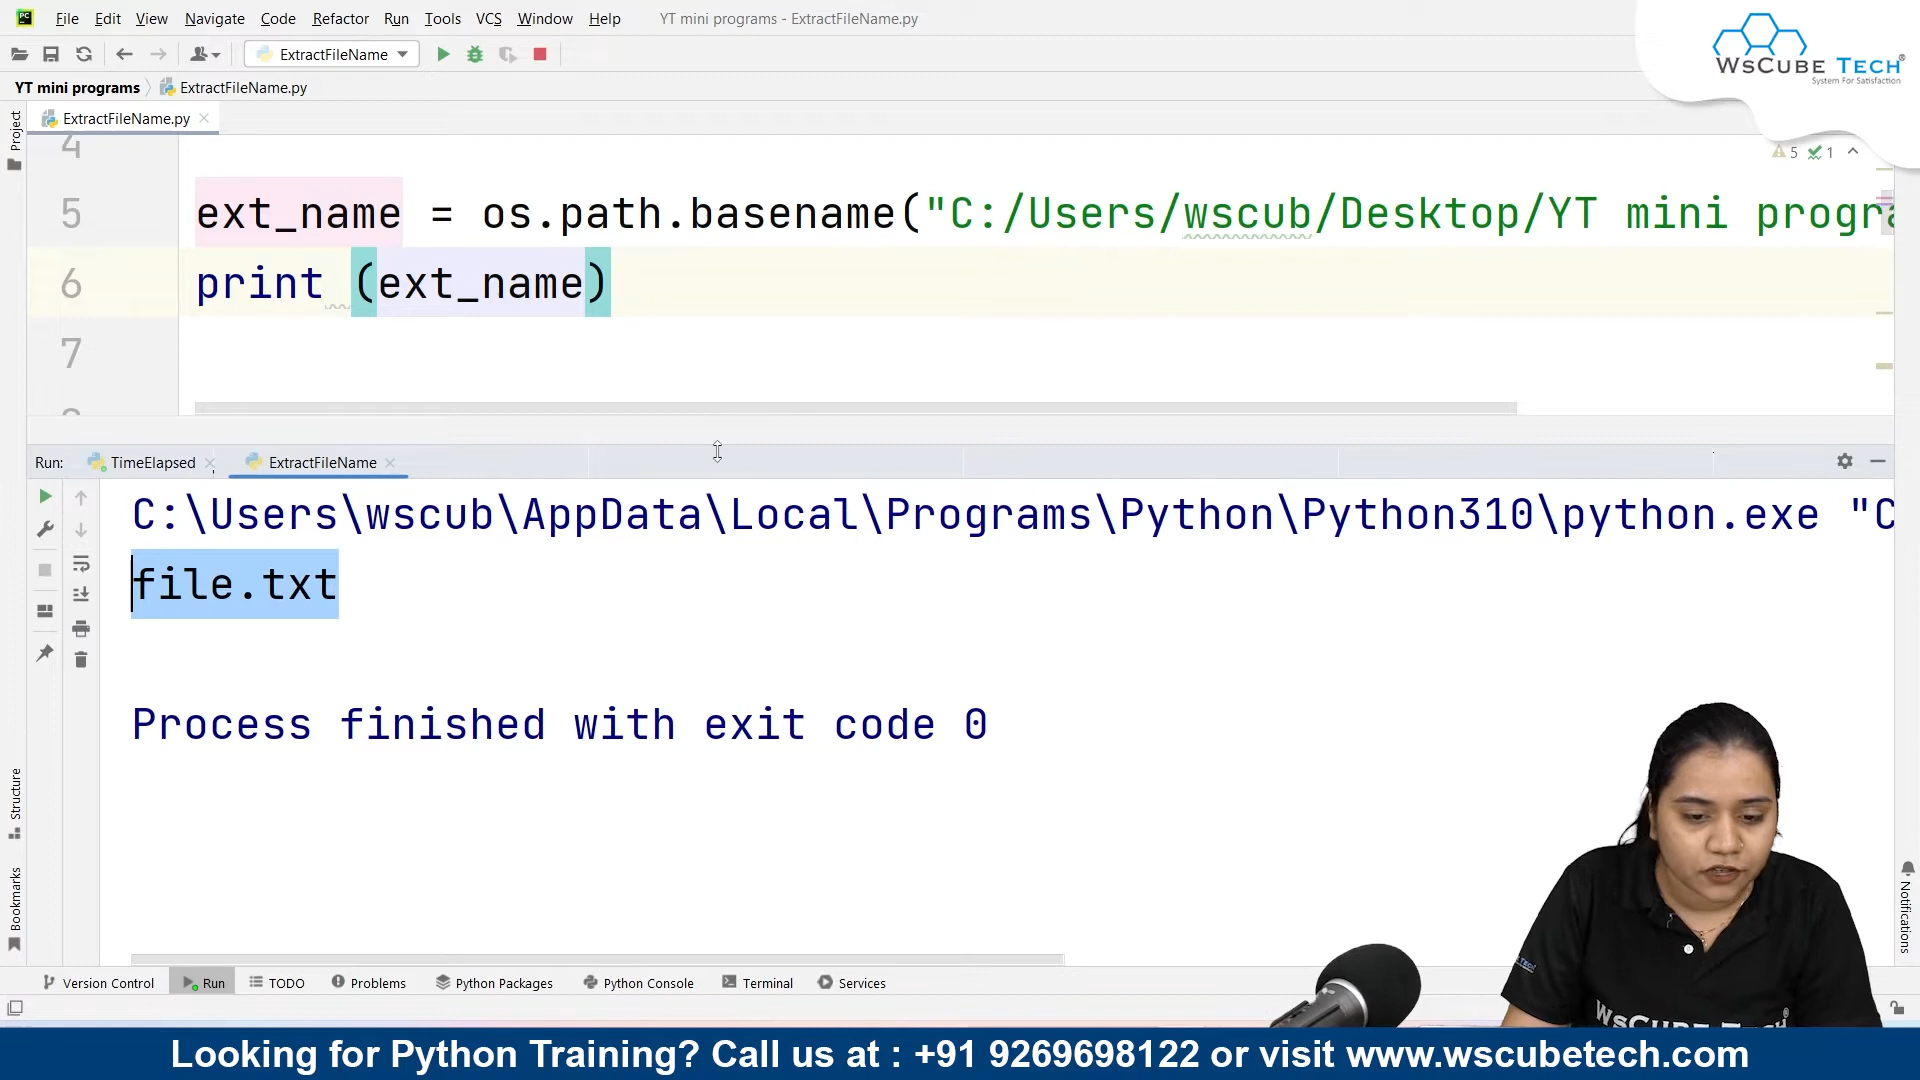 File Edit View Navigate Code Refactor Run Tools VCS Window Help YT mini programs - ExtractFileName.py
WsCube Tech®
System For Satisfaction
ExtractFileName
YT mini programs ExtractFileName.py
ExtractFileName.py
Project
4
5 1
5 ext_name = os.path.basename("C:/Users/wscub/Desktop/YT mini progra
6 print (ext_name)
7
Run: TimeElapsed ExtractFileName
C:\Users\wscub\AppData\Local\Programs\Python\Python310\python.exe "C
file.txt
Process finished with exit code 0
Structure
Bookmarks
Notifications
WsCube Tech
Version Control Run TODO Problems Python Packages Python Console Terminal Services
Looking for Python Training? Call us at : +91 9269698122 or visit www.wscubetech.com